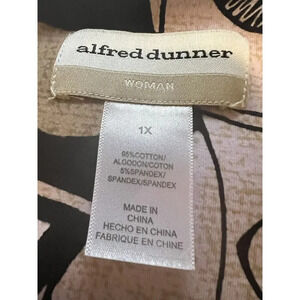 alfred dunner
WOMAN
1X
95%COTTON/
ALGODON/COTON
5%SPANDEX/
SPANDEX/SPANDEX
MADE IN
CHINA
HECHO EN CHINA
FABRIQUE EN CHINE